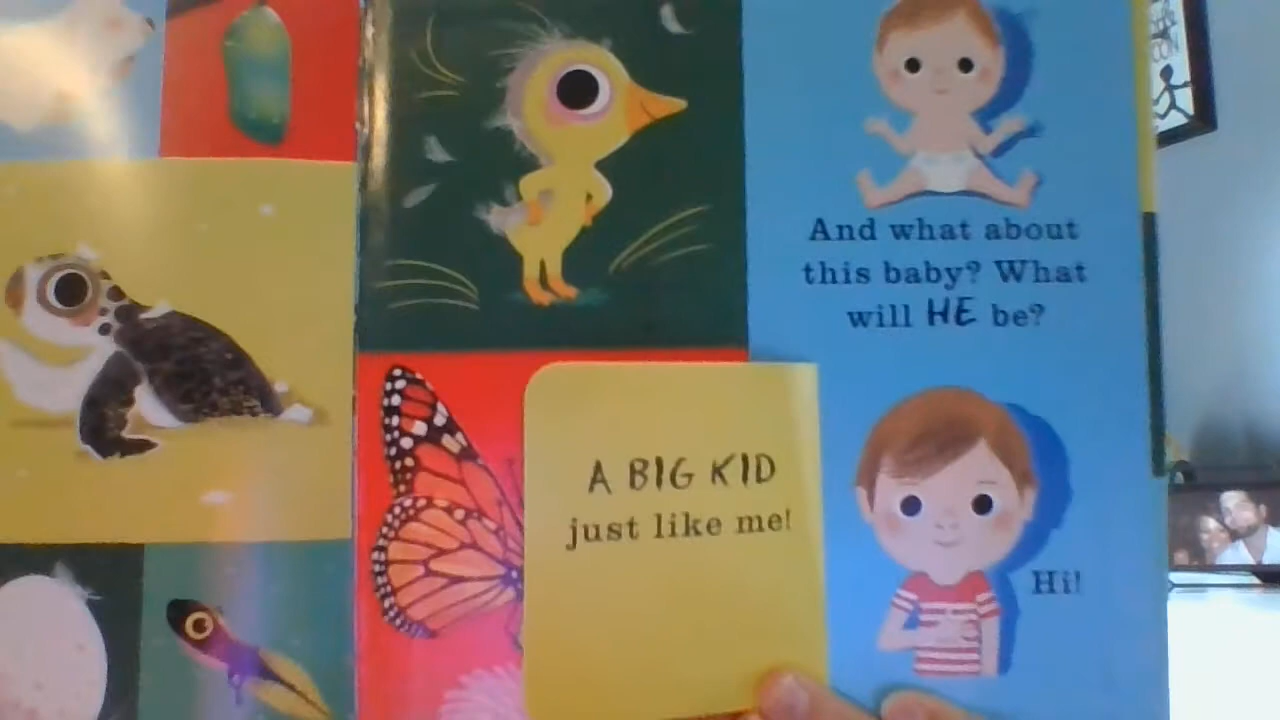 And what about
this baby? What
will HE be?
A BIG KID
just like me!
Hi!